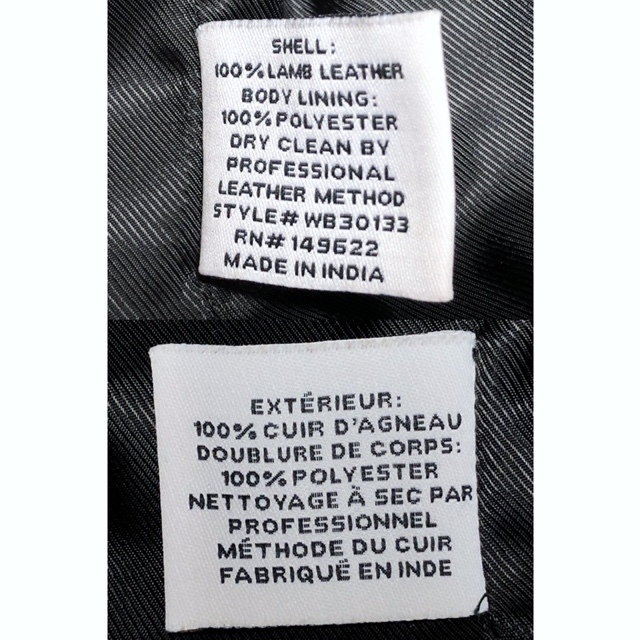 SHELL:
100% LAMB LEATHER
BODY LINING:
100% POLYESTER
DRY CLEAN BY
PROFESSIONAL
LEATHER METHOD
STYLE# WB30133
RN# 149622
MADE IN INDIA
EXTÉRIEUR:
100% CUIR D'AGNEAU
DOUBLURE DE CORPS:
100% POLYESTER
NETTOYAGE À SEC PAR
PROFESSIONNEL
MÉTHODE DU CUIR
FABRIQUÉ EN INDE